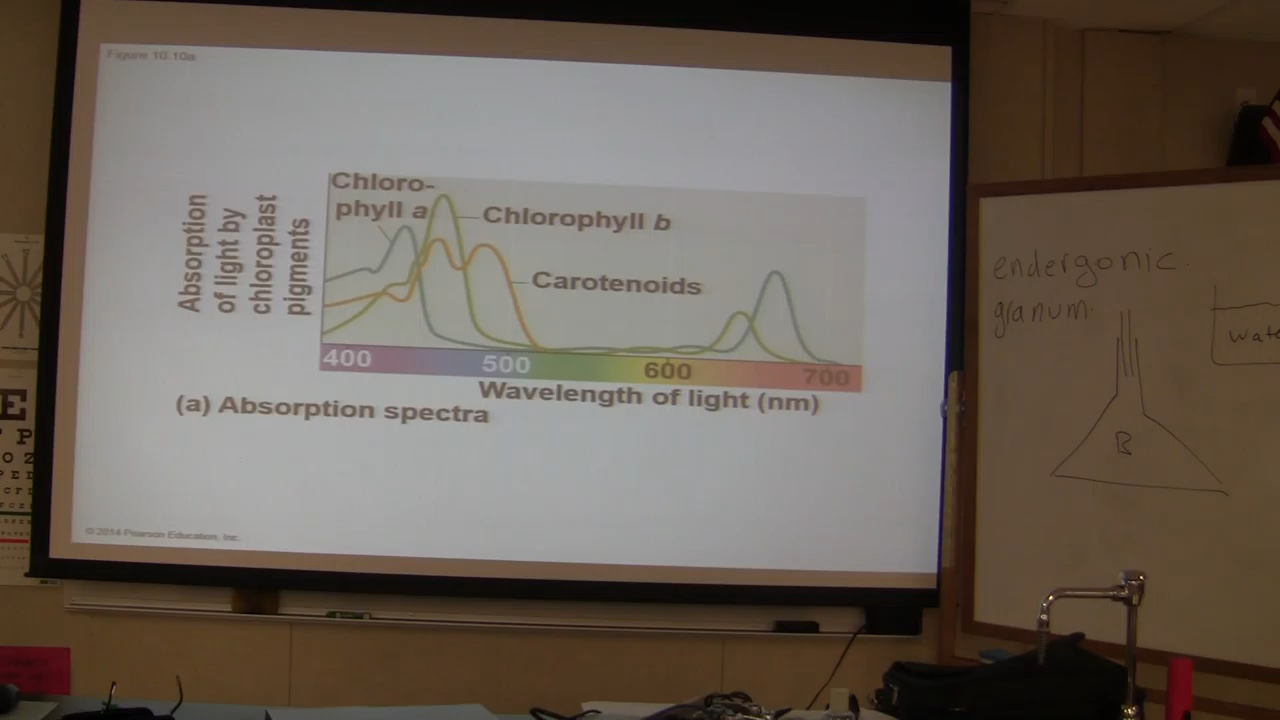 Figure 10.10a
Chloro-
phyll a
Chlorophyll b
Carotenoids
Absorption
of light by
chloroplast
pigments
400 500 600 700
Wavelength of light (nm)
(a) Absorption spectra
© 2014 Pearson Education, Inc.
endergonic
granum
B
E
P
O Z